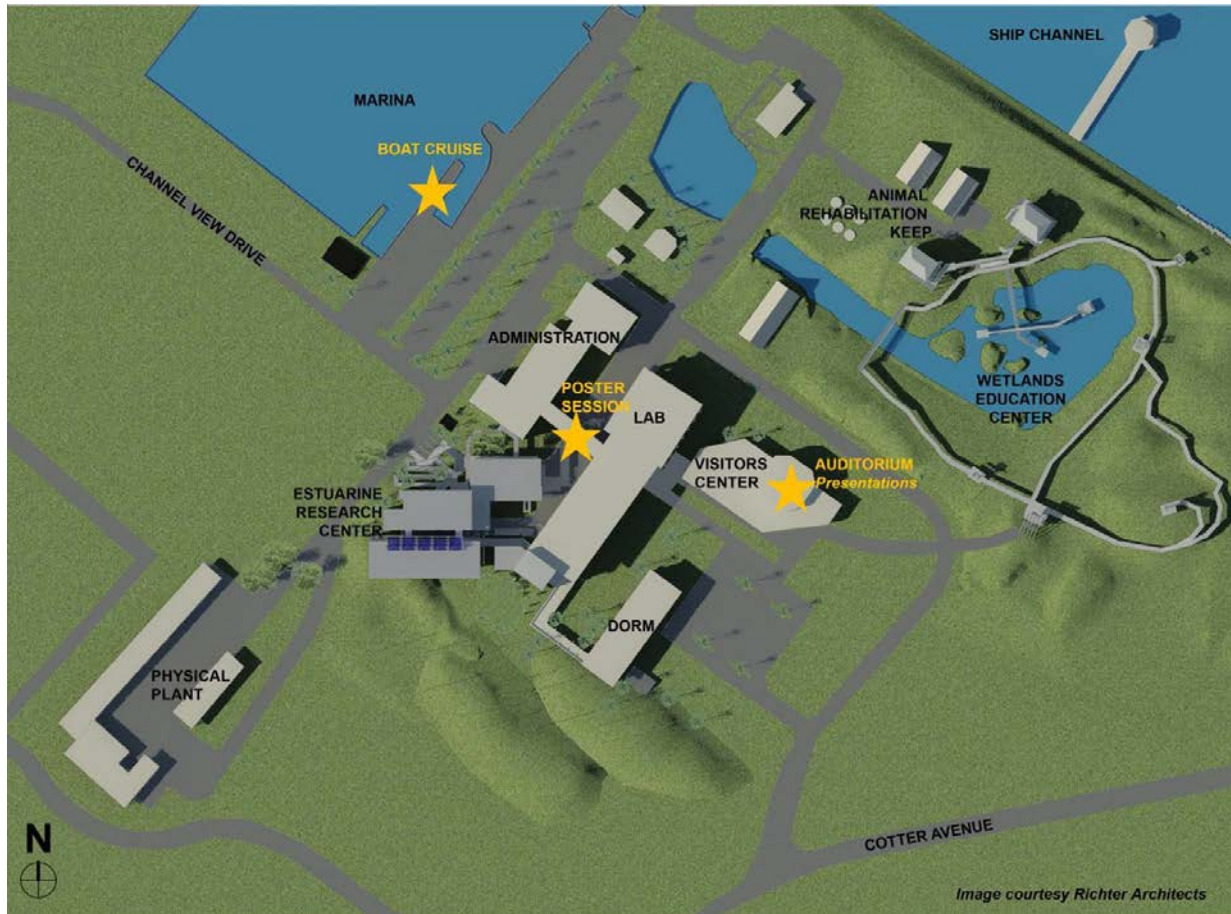 SHIP CHANNEL
MARINA
BOAT CRUISE
CHANNEL VIEW DRIVE
ANIMAL
REHABILITATION
KEEP
ADMINISTRATION
POSTER
SESSION
LAB
WETLANDS
EDUCATION
CENTER
VISITORS
CENTER
AUDITORIUM
Presentations
ESTUARINE
RESEARCH
CENTER
DORM
PHYSICAL
PLANT
COTTER AVENUE
N
Image courtesy Richter Architects